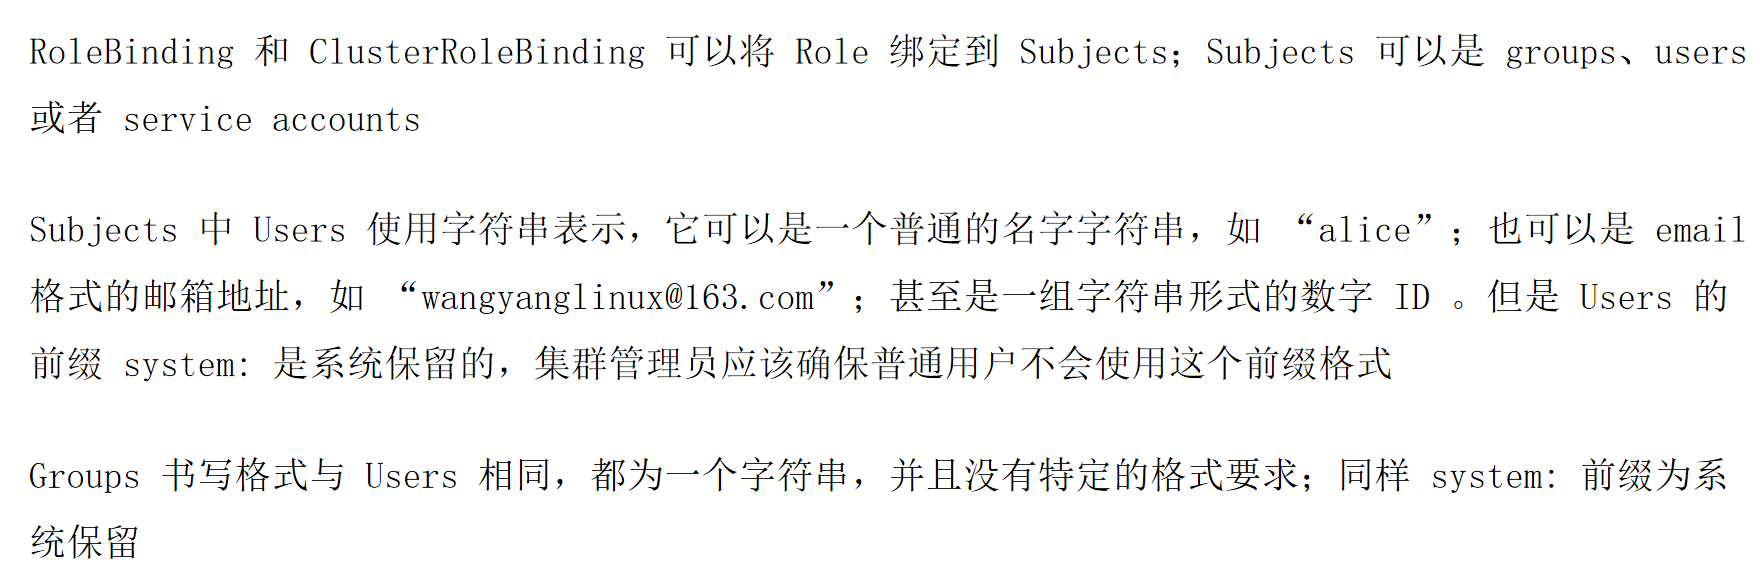 RoleBinding 和 ClusterRoleBinding 可以将 Role 绑定到 Subjects；Subjects 可以是 groups、users
或者 service accounts
Subjects 中 Users 使用字符串表示，它可以是一个普通的名字字符串，如 “alice”；也可以是 email
格式的邮箱地址，如 “wangyanglinux@163.com”；甚至是一组字符串形式的数字 ID 。但是 Users 的
前缀 system: 是系统保留的，集群管理员应该确保普通用户不会使用这个前缀格式
Groups 书写格式与 Users 相同，都为一个字符串，并且没有特定的格式要求；同样 system: 前缀为系
统保留